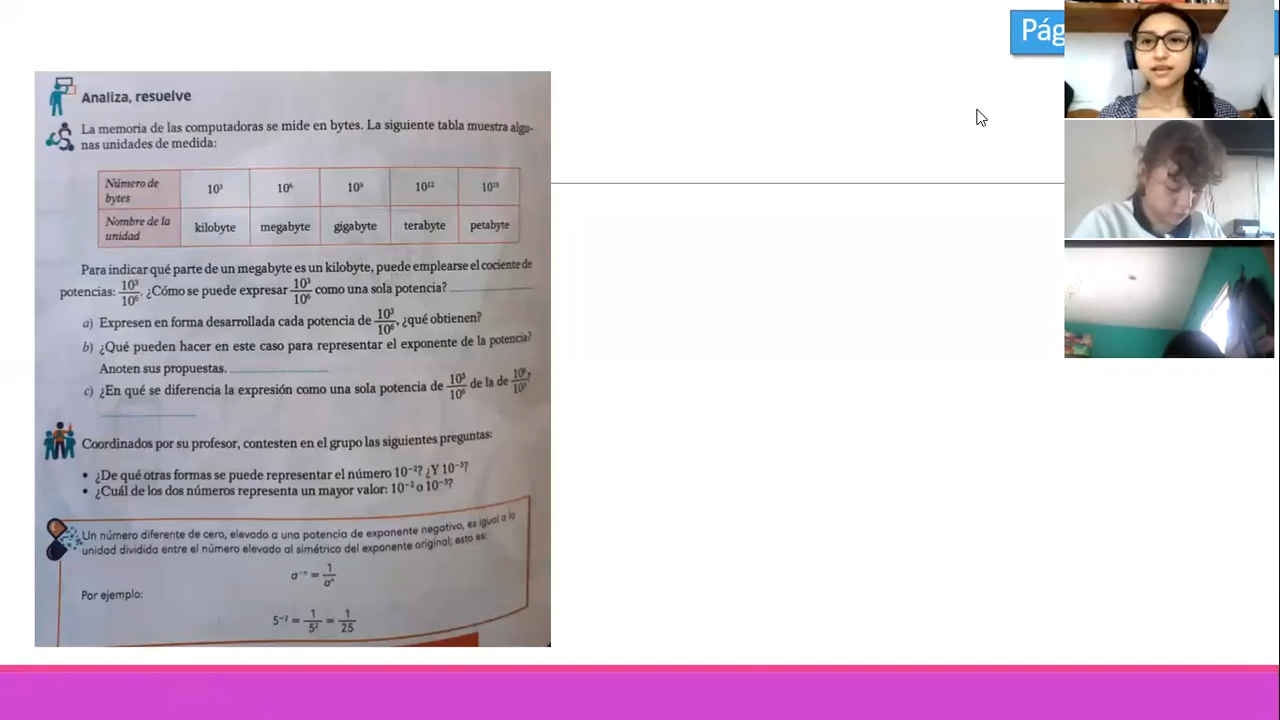 Pág
Analiza, resuelve
La memoria de las computadoras se mide en bytes. La siguiente tabla muestra algu-
nas unidades de medida:
Número de bytes 10³ 10⁶ 10⁹ 10¹² 10¹⁵
Nombre de la unidad kilobyte megabyte gigabyte terabyte petabyte
Para indicar qué parte de un megabyte es un kilobyte, puede emplearse el cociente de
potencias: 10³/10⁶. ¿Cómo se puede expresar 10³/10⁶ como una sola potencia?
a) Expresen en forma desarrollada cada potencia de 10³/10⁶, ¿qué obtienen?
b) ¿Qué pueden hacer en este caso para representar el exponente de la potencia?
Anoten sus propuestas.
c) ¿En qué se diferencia la expresión como una sola potencia de 10³/10⁶ de la de 10⁶/10³?
Coordinados por su profesor, contesten en el grupo las siguientes preguntas:
• ¿De qué otras formas se puede representar el número 10⁻²? ¿Y 10⁻³?
• ¿Cuál de los dos números representa un mayor valor: 10⁻² o 10⁻³?
Un número diferente de cero, elevado a una potencia de exponente negativo, es igual a la
unidad dividida entre el número elevado al simétrico del exponente original; esto es:
a⁻ⁿ = 1/aⁿ
Por ejemplo:
5⁻² = 1/5² = 1/25